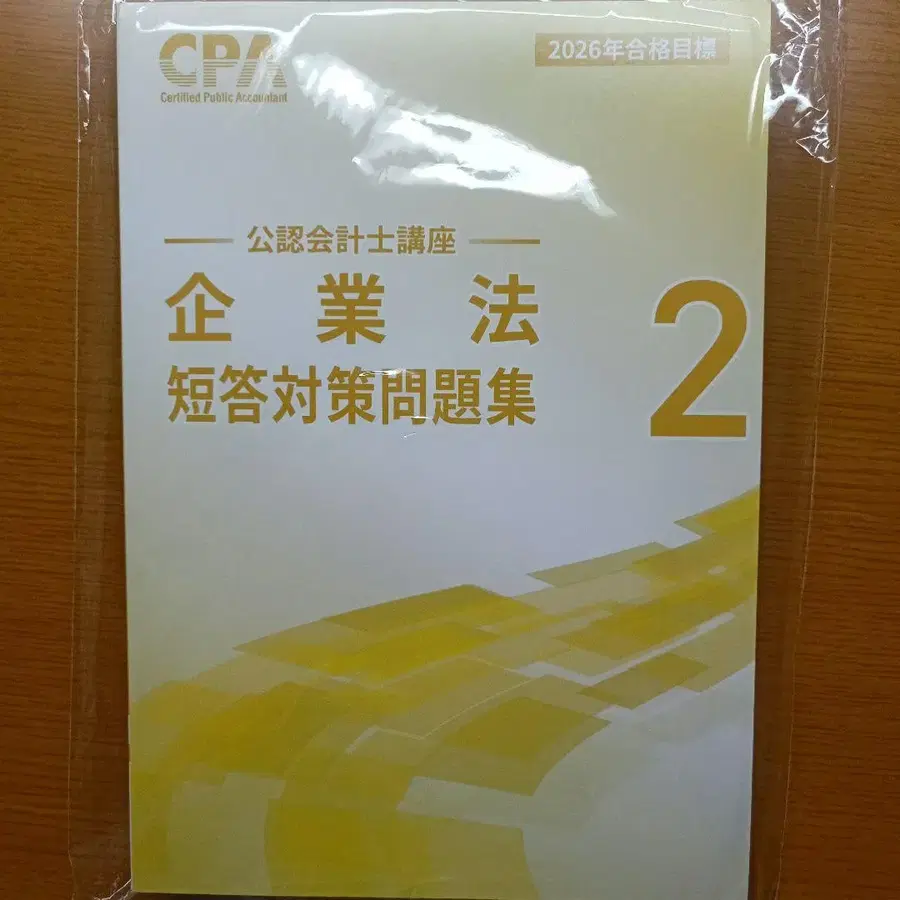 CPA
Certified Public Accountant
2026年合格目標
公認会計士講座
企業法
短答対策問題集
2